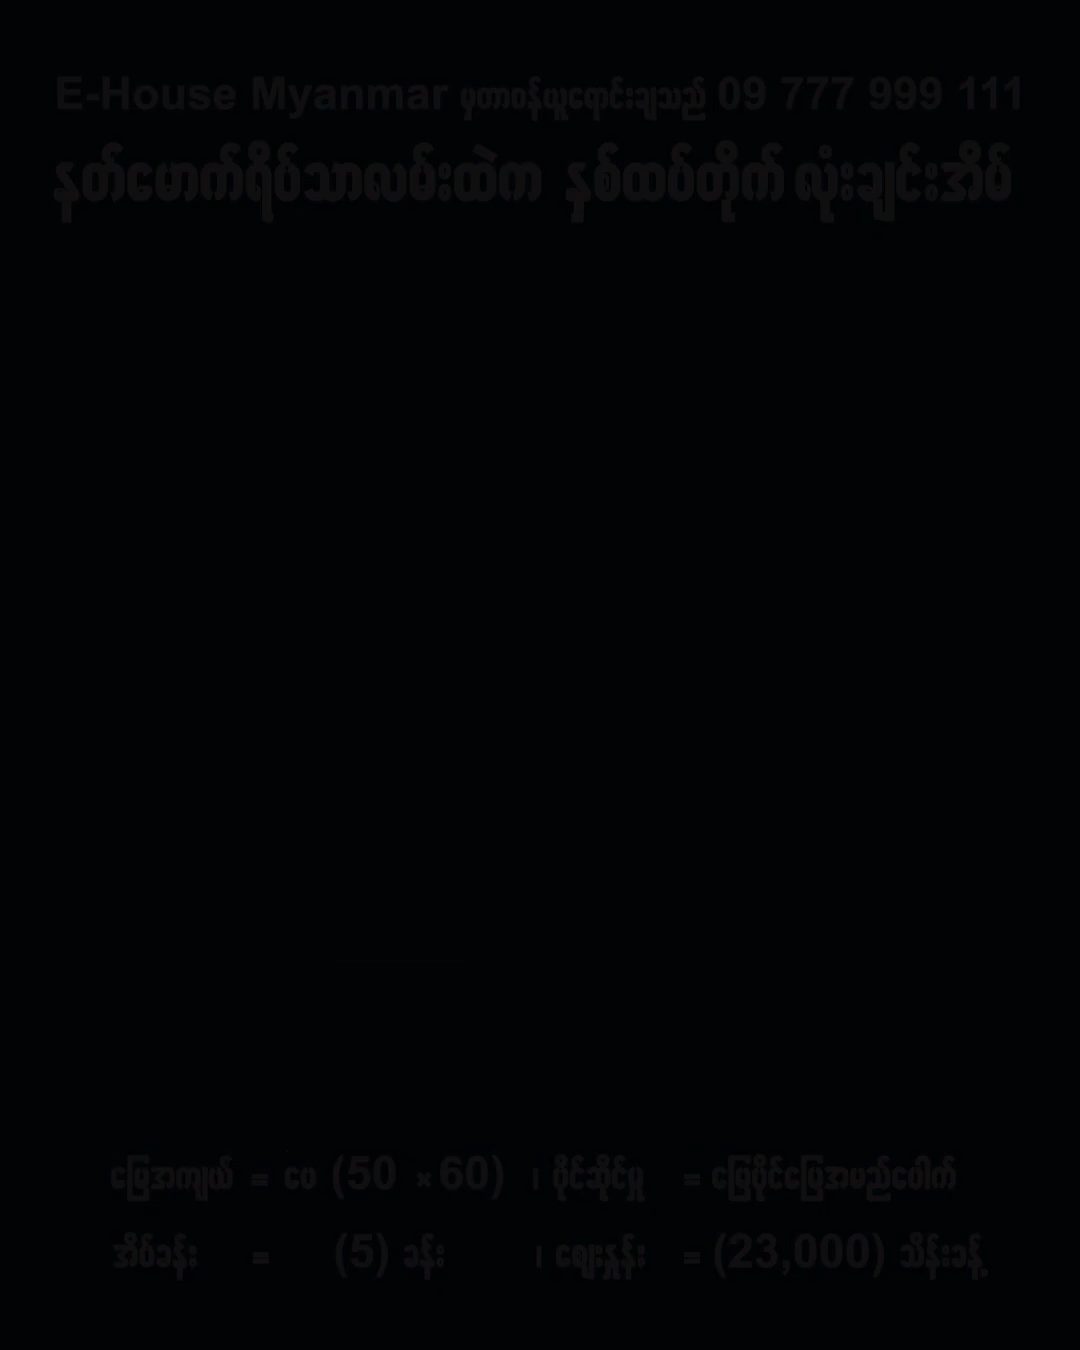 E-House Myanmar မှတာဝန်ယူရောင်းချသည် 09 777 999 111
နတ်မောက်ရိပ်သာလမ်းထဲက နှစ်ထပ်တိုက် လုံးချင်းအိမ်
မြေအကျယ် = ပေ (50 × 60) ၊ ပိုင်ဆိုင်မှု = မြေပိုင်မြေအမည်ပေါက်
အိပ်ခန်း = (5) ခန်း ၊ ဈေးနှုန်း = (23,000) သိန်းခန့်